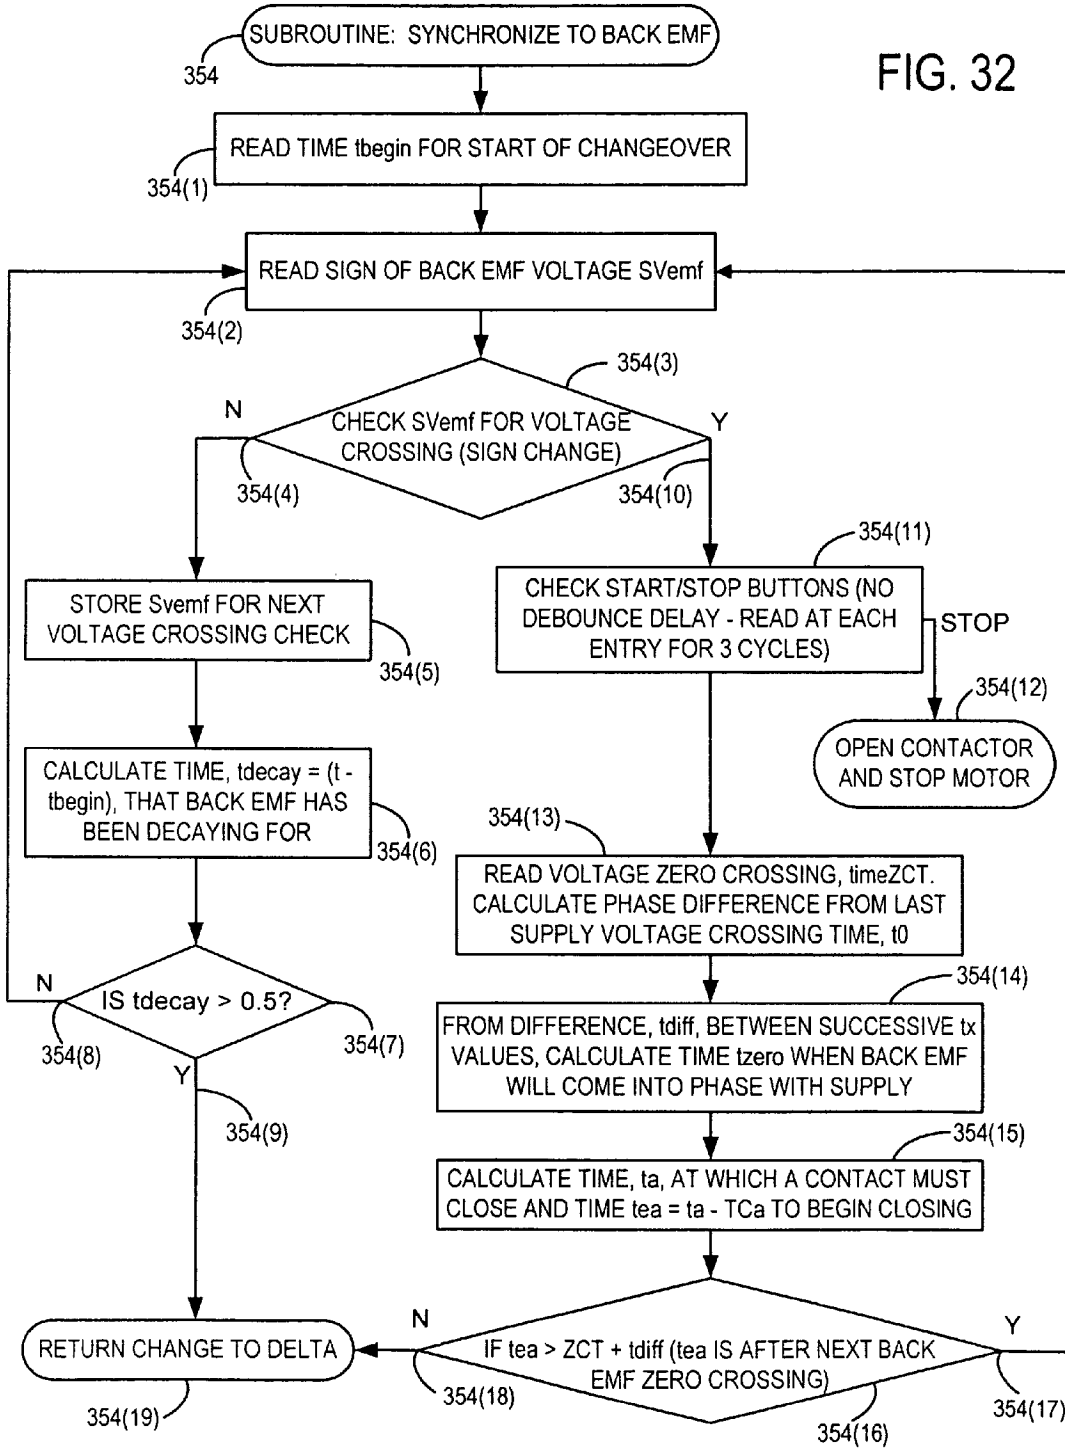 SUBROUTINE: SYNCHRONIZE TO BACK EMF
354
FIG. 32
READ TIME tbegin FOR START OF CHANGEOVER
354(1)
READ SIGN OF BACK EMF VOLTAGE SVemf
354(2)
354(3)
N
Y
CHECK SVemf FOR VOLTAGE
CROSSING (SIGN CHANGE)
354(4)
354(10)
354(11)
STORE Svemf FOR NEXT
VOLTAGE CROSSING CHECK
354(5)
CHECK START/STOP BUTTONS (NO
DEBOUNCE DELAY - READ AT EACH
ENTRY FOR 3 CYCLES)
STOP
354(12)
OPEN CONTACTOR
AND STOP MOTOR
CALCULATE TIME, tdecay = (t -
tbegin), THAT BACK EMF HAS
BEEN DECAYING FOR
354(6)
354(13)
READ VOLTAGE ZERO CROSSING, timeZCT.
CALCULATE PHASE DIFFERENCE FROM LAST
SUPPLY VOLTAGE CROSSING TIME, t0
N
IS tdecay > 0.5?
354(8)
354(7)
Y
354(9)
354(14)
FROM DIFFERENCE, tdiff, BETWEEN SUCCESSIVE tx
VALUES, CALCULATE TIME tzero WHEN BACK EMF
WILL COME INTO PHASE WITH SUPPLY
354(15)
CALCULATE TIME, ta, AT WHICH A CONTACT MUST
CLOSE AND TIME tea = ta - TCa TO BEGIN CLOSING
N
Y
IF tea > ZCT + tdiff (tea IS AFTER NEXT BACK
EMF ZERO CROSSING)
354(18)
354(16)
354(17)
RETURN CHANGE TO DELTA
354(19)